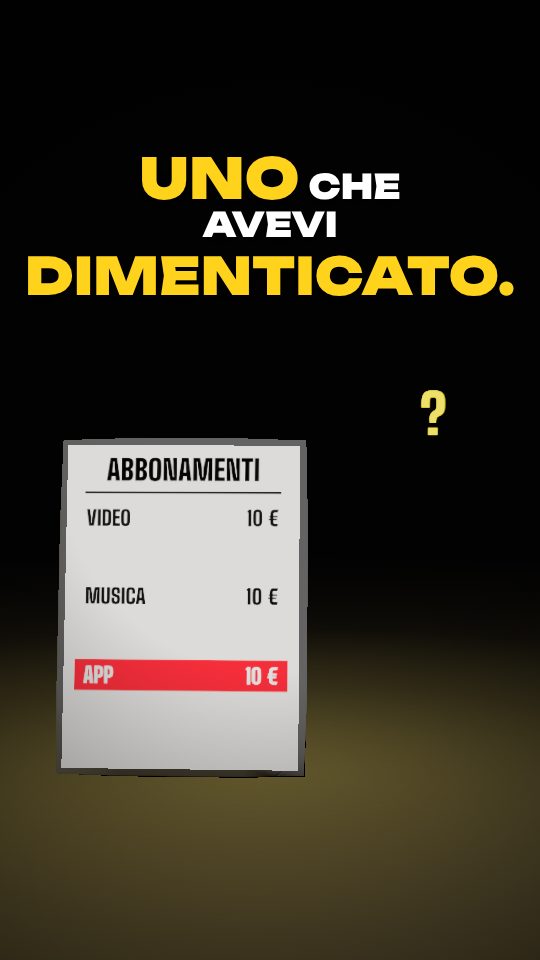 UNO CHE
AVEVI
DIMENTICATO.
?
ABBONAMENTI
VIDEO 10 €
MUSICA 10 €
APP 10 €